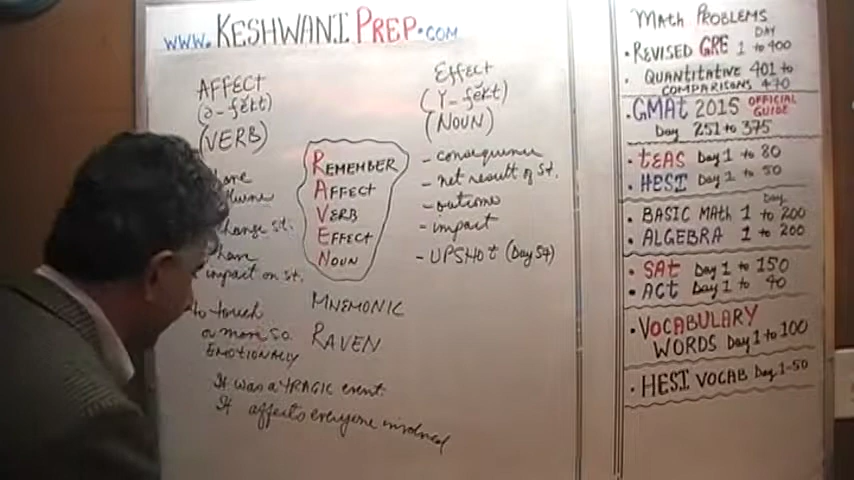 www.KESHWANI PREP.COM
AFFECT
(ə-fĕkt)
(VERB)
change st.
have
impact on st.
to touch
or more so
EMOTIONALLY
It was a TRAGIC event.
It affects everyone involved
REMEMBER
AFFECT
VERB
EFFECT
NOUN
MNEMONIC
RAVEN
Effect
(Y-fĕkt)
(NOUN)
- consequence
- net result of st.
- outcome
- impact
- UPSHOT (Day 54)
MATH PROBLEMS
DAY
• REVISED GRE 1 to 400
• QUANTITATIVE 401 to
COMPARISONS 470
• GMAt 2015 OFFICIAL GUIDE
Day 251 to 375
• tEAS Day 1 to 80
• HESI Day 1 to 50
Day
• BASIC MAth 1 to 200
• ALGEBRA 1 to 200
• SAt Day 1 to 150
• ACT Day 1 to 40
• VOCABULARY
WORDS Day 1 to 100
• HESI VOCAB Day 1-50